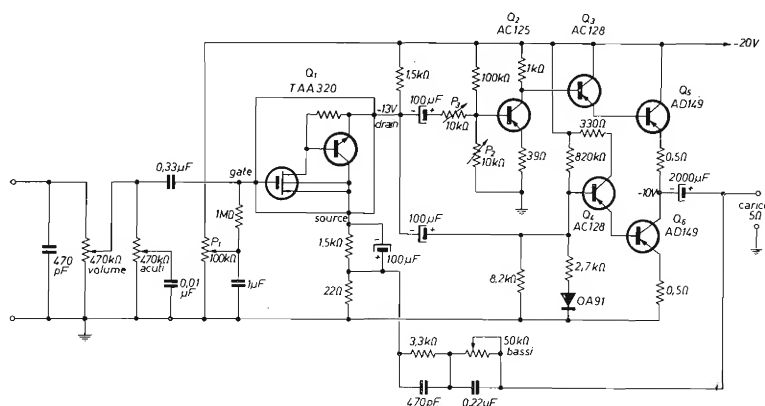 Q2
AC125
Q3
AC128
-20V
Q1
TAA320
1,5kΩ
100kΩ
1kΩ
Q5
AD149
-13V
drain
100µF
P3
10kΩ
330Ω
0,33µF
gate
P2
10kΩ
39Ω
820kΩ
0,5Ω
2000µF
-10V
1MΩ
source
Q4
AC128
Q6
AD149
carico
5Ω
470
pF
470kΩ
volume
470kΩ
acuti
P1
100kΩ
1,5kΩ
100µF
100µF
0,01
µF
1µF
22Ω
8,2kΩ
2,7kΩ
OA91
0,5Ω
3,3kΩ
50kΩ
bassi
470pF
0,22µF